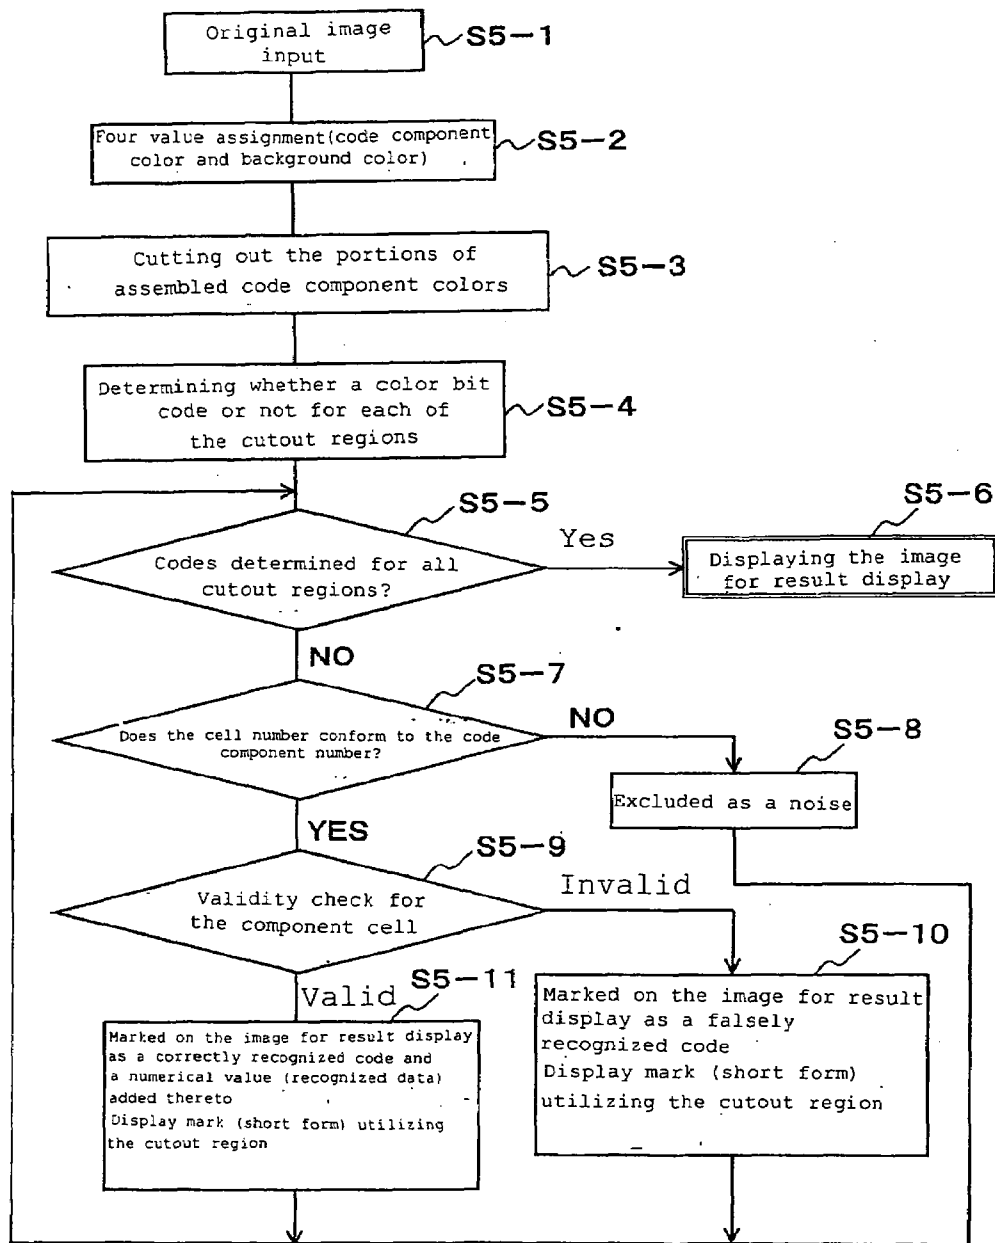 Original image
input
S5-1
Four value assignment(code component
color and background color)
S5-2
Cutting out the portions of
assembled code component colors
S5-3
Determining whether a color bit
code or not for each of
the cutout regions
S5-4
S5-5
Codes determined for all
cutout regions?
Yes
S5-6
Displaying the image
for result display
NO
S5-7
Does the cell number conform to the code
component number?
NO
S5-8
Excluded as a noise
YES
S5-9
Validity check for
the component cell
Invalid
S5-10
Marked on the image for result
display as a falsely
recognized code
Display mark (short form)
utilizing the cutout region
Valid
S5-11
Marked on the image for result display
as a correctly recognized code and
a numerical value (recognized data)
added thereto
Display mark (short form) utilizing
the cutout region